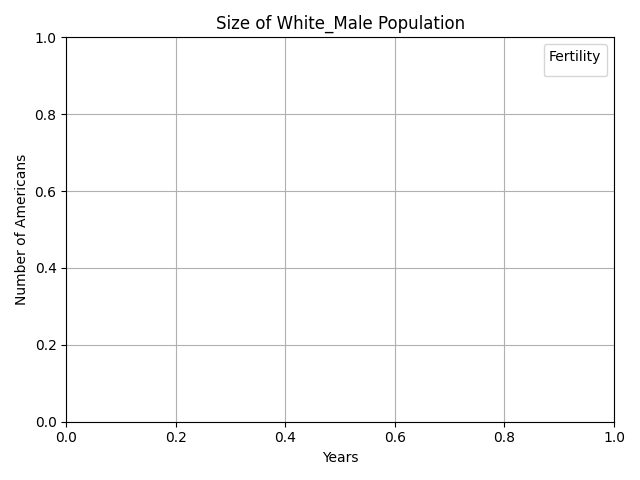 Size of White_Male Population
Fertility
Number of Americans
1.0
0.8
0.6
0.4
0.2
0.0
0.0 0.2 0.4 0.6 0.8 1.0
Years